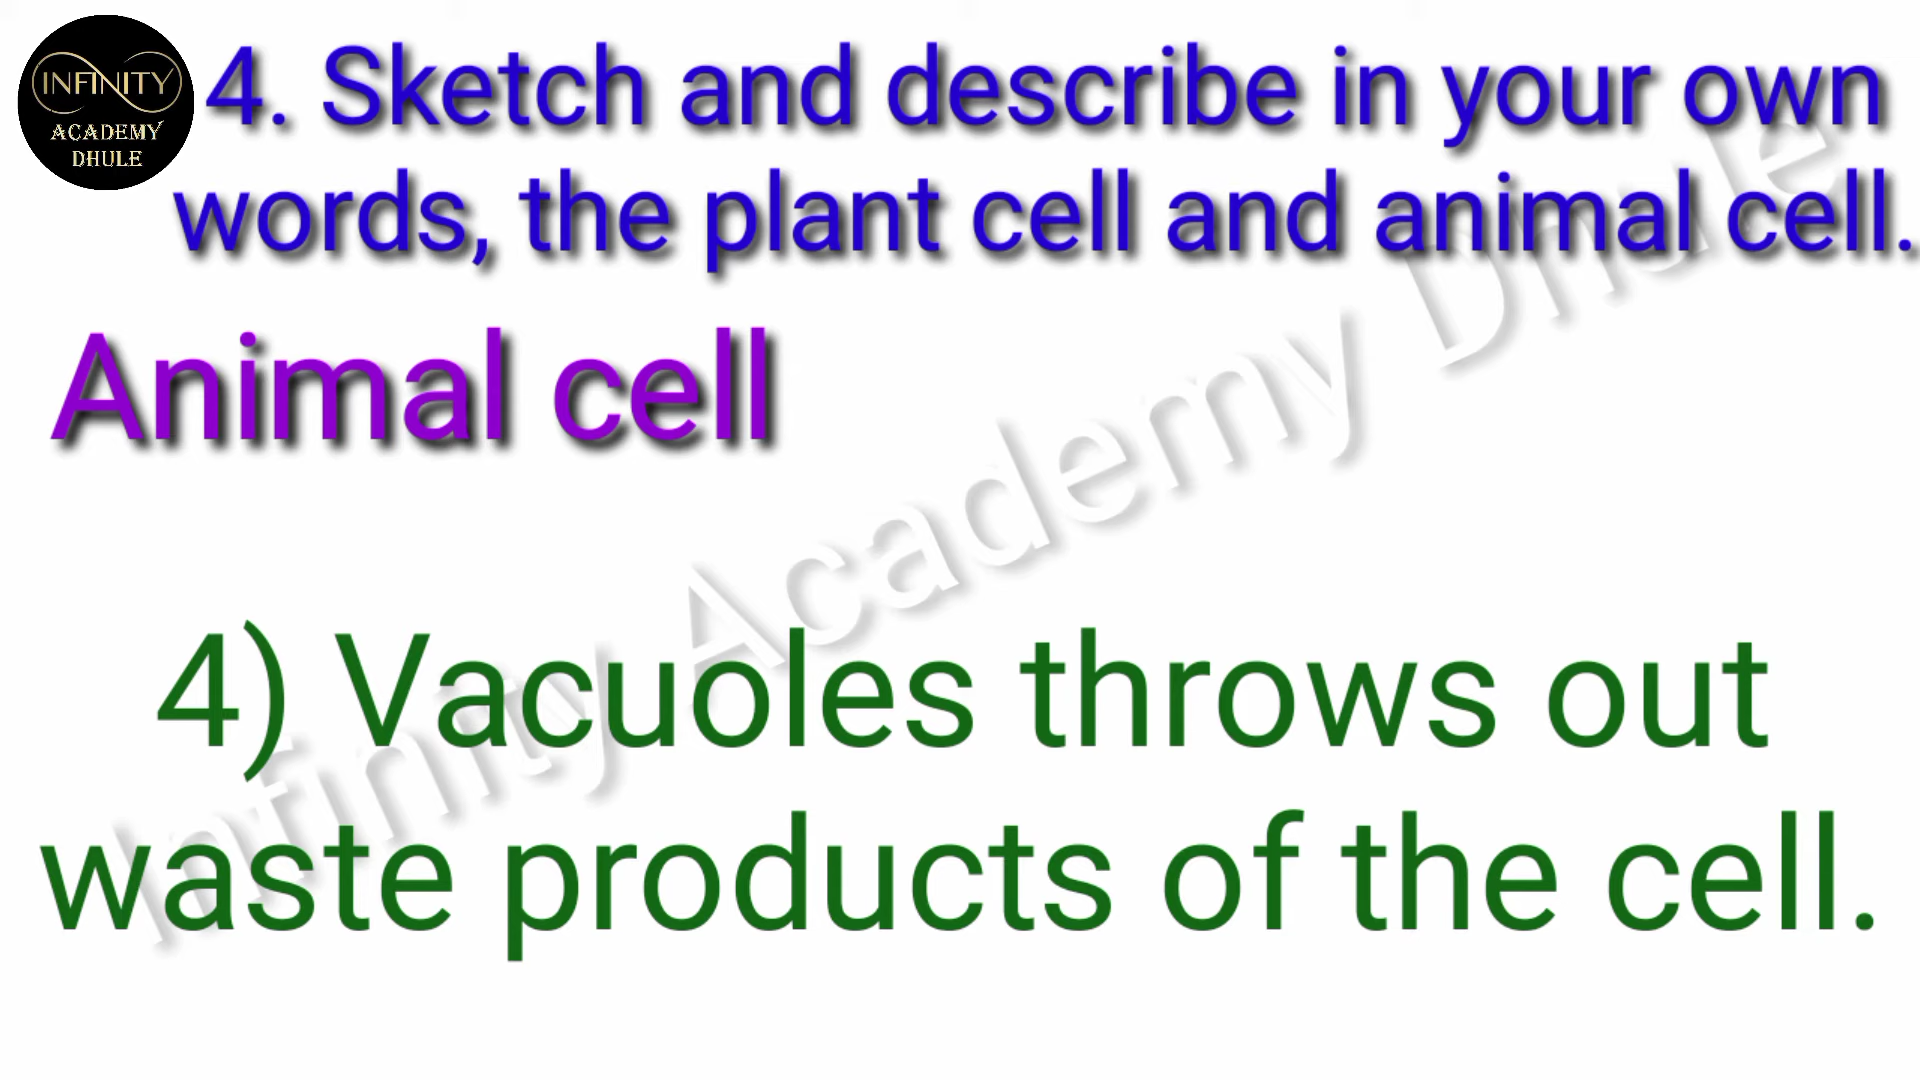 INFINITY
ACADEMY
DHULE
4. Sketch and describe in your own
words, the plant cell and animal cell.
Animal cell
Infinity Academy Dhule
4) Vacuoles throws out
waste products of the cell.